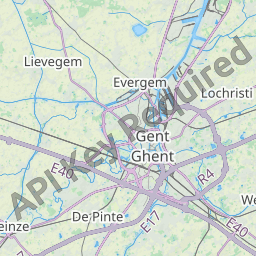 Lievegem
Evergem
Lochristi
API Key Required
Gent
Ghent
E40
R4
De Pinte
E17
E40
We
einze